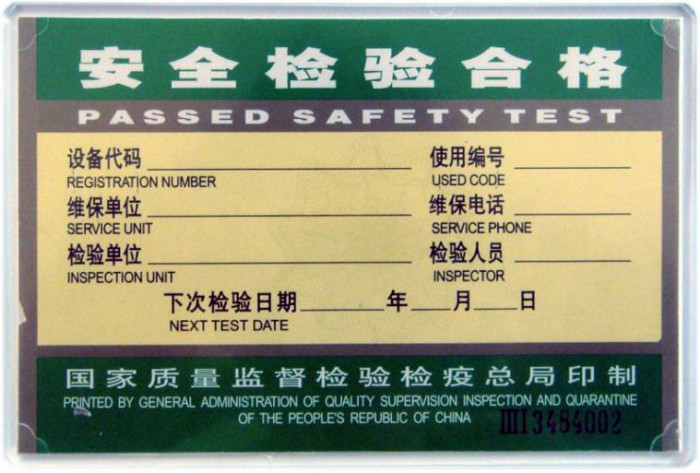 安全检验合格
PASSED SAFETY TEST
设备代码 使用编号
REGISTRATION NUMBER USED CODE
维保单位 维保电话
SERVICE UNIT SERVICE PHONE
检验单位 检验人员
INSPECTION UNIT INSPECTOR
下次检验日期 年 月 日
NEXT TEST DATE
国家质量监督检验检疫总局印制
PRINTED BY GENERAL ADMINISTRATION OF QUALITY SUPERVISION INSPECTION AND QUARANTINE
OF THE PEOPLE'S REPUBLIC OF CHINA
III3484002